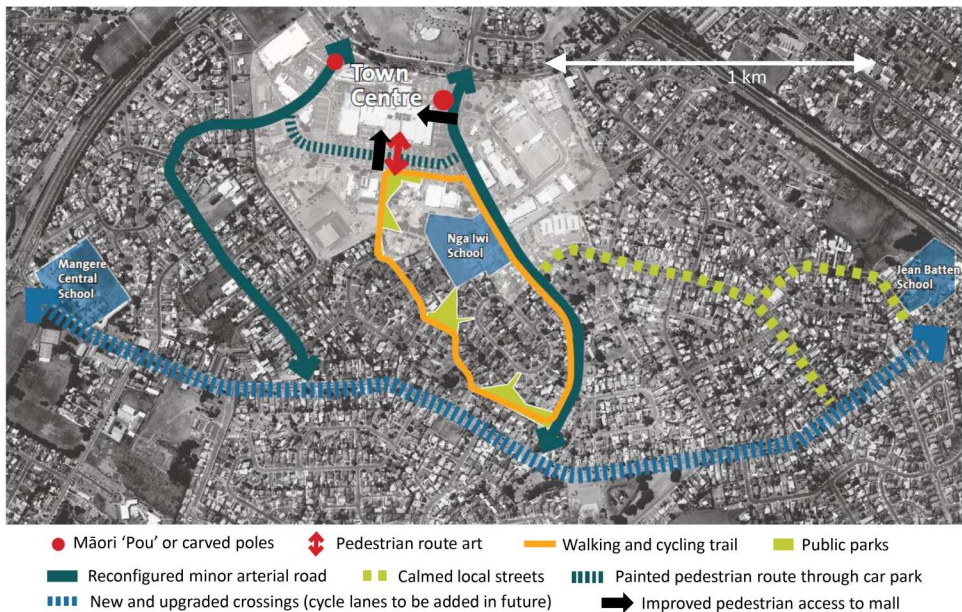 Town
Centre
1 km
Nga Iwi
School
Mangere
Central
School
Jean Batten
School
Māori ‘Pou’ or carved poles
Pedestrian route art
Walking and cycling trail
Public parks
Reconfigured minor arterial road
Calmed local streets
Painted pedestrian route through car park
New and upgraded crossings (cycle lanes to be added in future)
Improved pedestrian access to mall